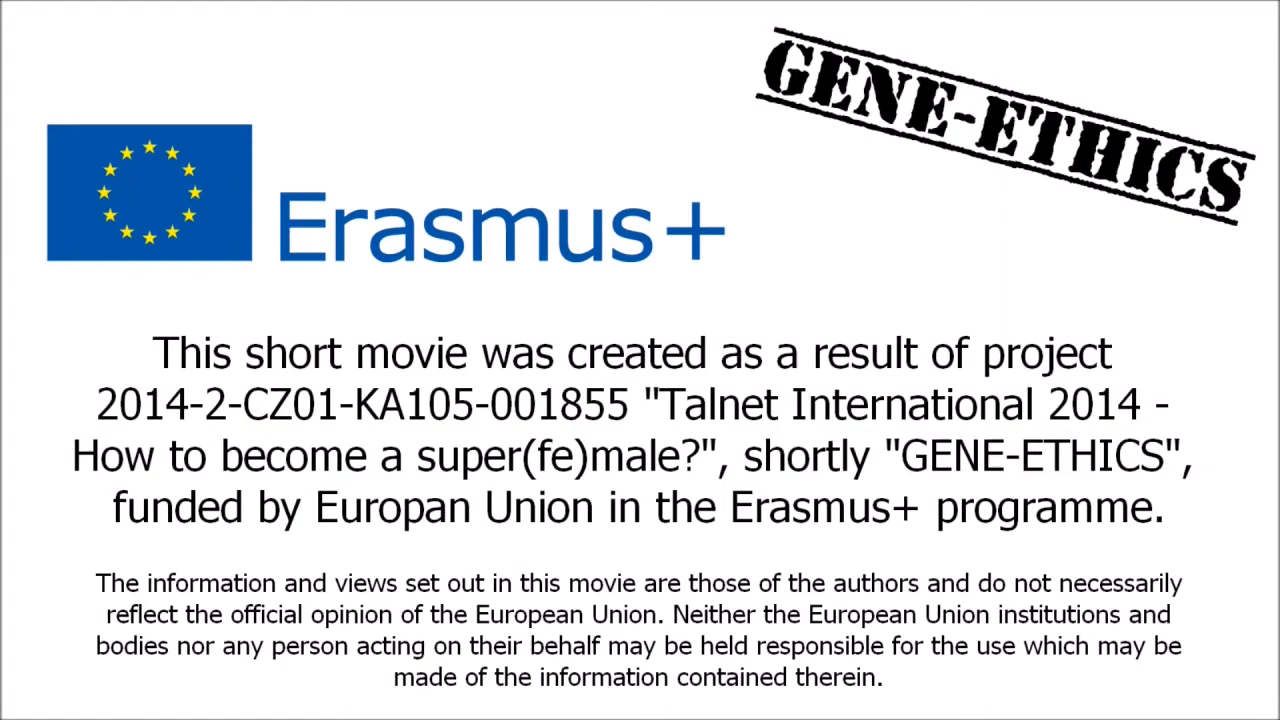 GENE-ETHICS
Erasmus+
This short movie was created as a result of project
2014-2-CZ01-KA105-001855 "Talnet International 2014 -
How to become a super(fe)male?", shortly "GENE-ETHICS",
funded by Europan Union in the Erasmus+ programme.
The information and views set out in this movie are those of the authors and do not necessarily
reflect the official opinion of the European Union. Neither the European Union institutions and
bodies nor any person acting on their behalf may be held responsible for the use which may be
made of the information contained therein.